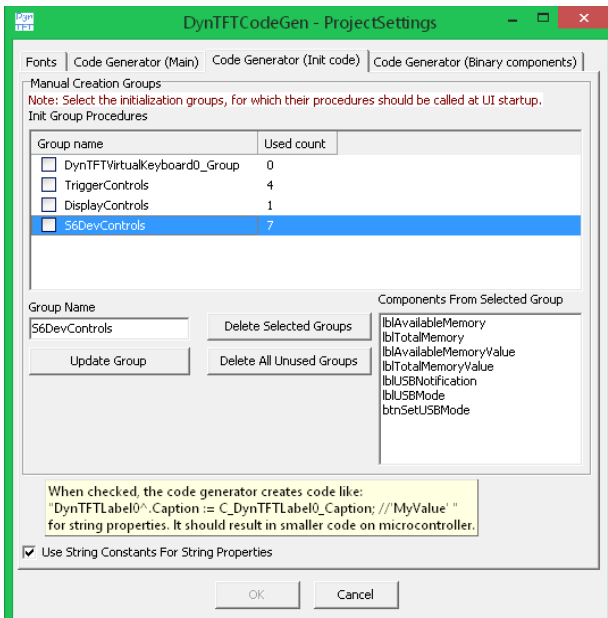 Dyn
TFT
DynTFTCodeGen - ProjectSettings
Fonts
Code Generator (Main)
Code Generator (Init code)
Code Generator (Binary components)
Manual Creation Groups
Note: Select the initialization groups, for which their procedures should be called at UI startup.
Init Group Procedures
Group name Used count
DynTFTVirtualKeyboard0_Group 0
TriggerControls 4
DisplayControls 1
S6DevControls 7
Group Name
S6DevControls
Update Group
Delete Selected Groups
Delete All Unused Groups
Components From Selected Group
lblAvailableMemory
lblTotalMemory
lblAvailableMemoryValue
lblTotalMemoryValue
lblUSBNotification
lblUSBMode
btnSetUSBMode
When checked, the code generator creates code like:
"DynTFTLabel0^.Caption := C_DynTFTLabel0_Caption; //'MyValue' "
for string properties. It should result in smaller code on microcontroller.
Use String Constants For String Properties
OK
Cancel